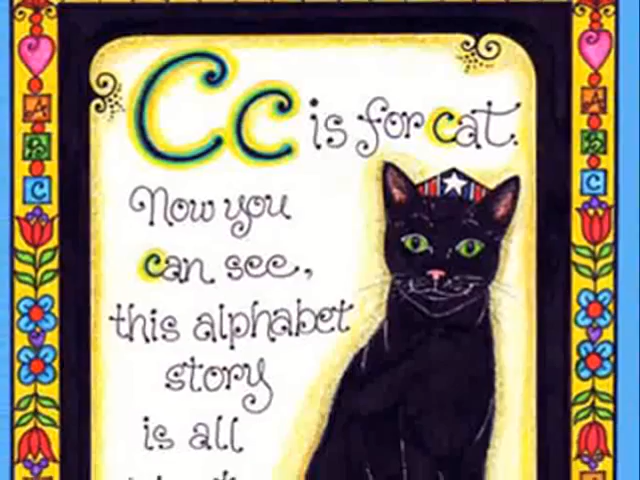 Cc is for cat.
Now you
can see,
this alphabet
story
is all
A
B
C
A
B
C